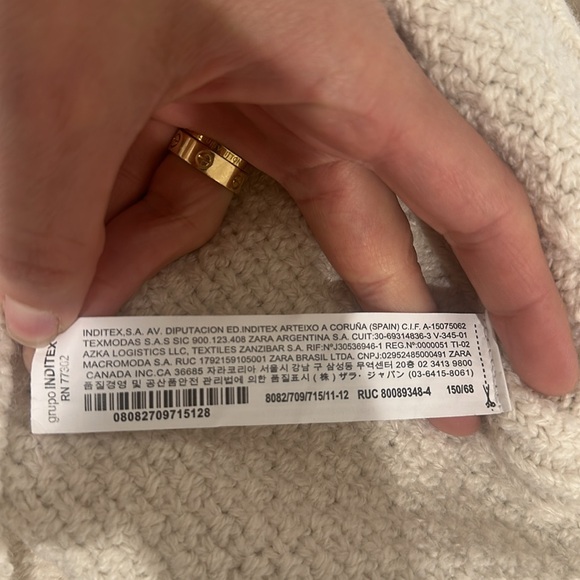 grupo INDITEX
RN 77302
INDITEX,S.A. AV. DIPUTACION ED.INDITEX ARTEIXO A CORUÑA (SPAIN) C.I.F. A-15075062
TEXMODAS S.A.S SIC 900.123.408 ZARA ARGENTINA S.A. CUIT:30-69314836-3 V-345-01
AZKA LOGISTICS LLC, TEXTILES ZANZIBAR S.A. RIF.NºJ30536946-1 REG.Nº:0000051 TI-02
MACROMODA S.A. RUC 1792159105001 ZARA BRASIL LTDA. CNPJ:02952485000491 ZARA
CANADA INC.CA 36685 자라코리아 서울시 강남구 삼성동 무역센터 20층 02 3413 9800
품질경영 및 공산품안전 관리법에 의한 품질표시 (株) ザラ・ジャパン (03-6415-8061)
08082709715128
8082/709/715/11-12 RUC 80089348-4 150/68